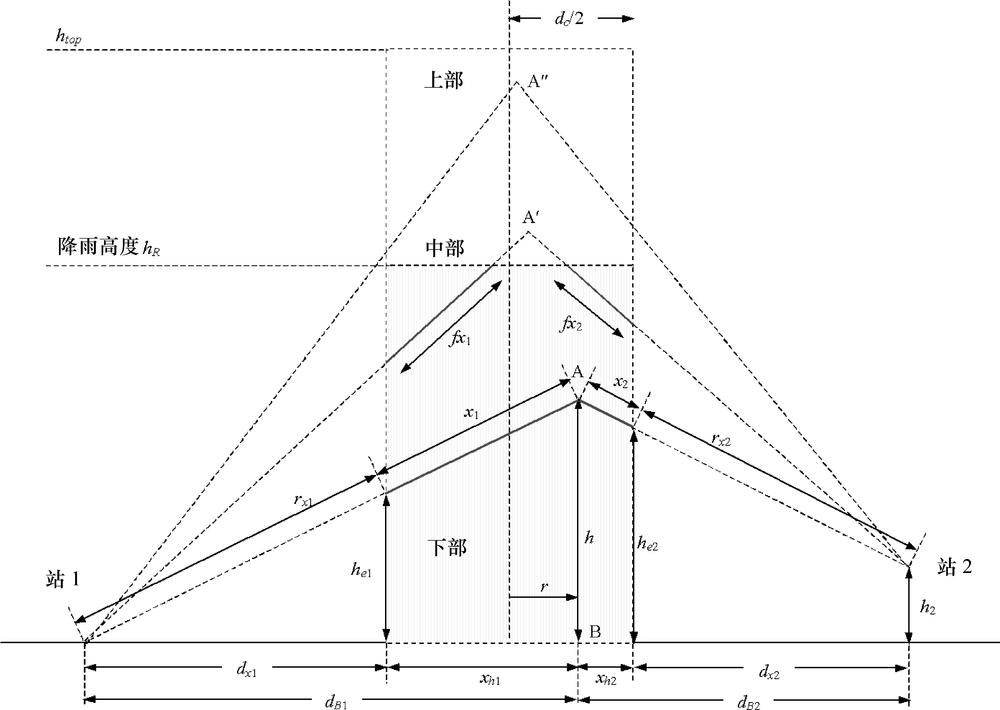 d_c/2
h_top
上部
A″
A′
降雨高度 h_R
中部
fx_2
fx_1
A
x_2
x_1
r_x2
r_x1
下部
h
h_e2
h_e1
站 1
站 2
r
h_2
B
d_x1
x_h1
x_h2
d_x2
d_B1
d_B2